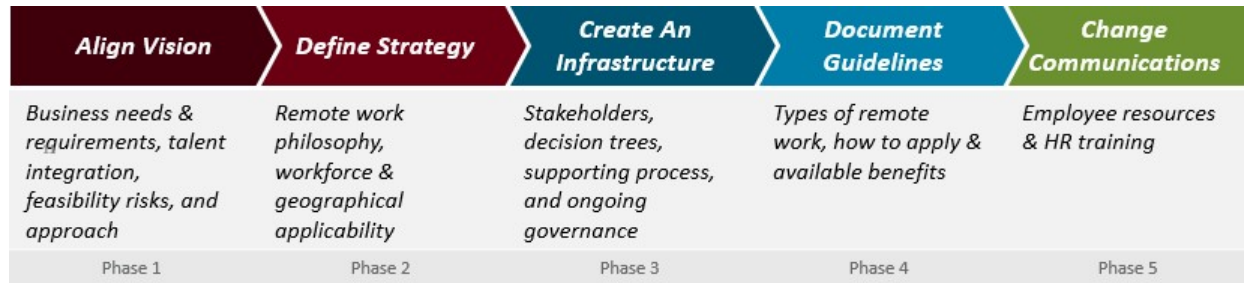 Align Vision
Define Strategy
Create An
Infrastructure
Document
Guidelines
Change
Communications
Business needs &
requirements, talent
integration,
feasibility risks, and
approach
Remote work
philosophy,
workforce &
geographical
applicability
Stakeholders,
decision trees,
supporting process,
and ongoing
governance
Types of remote
work, how to apply &
available benefits
Employee resources
& HR training
Phase 1
Phase 2
Phase 3
Phase 4
Phase 5